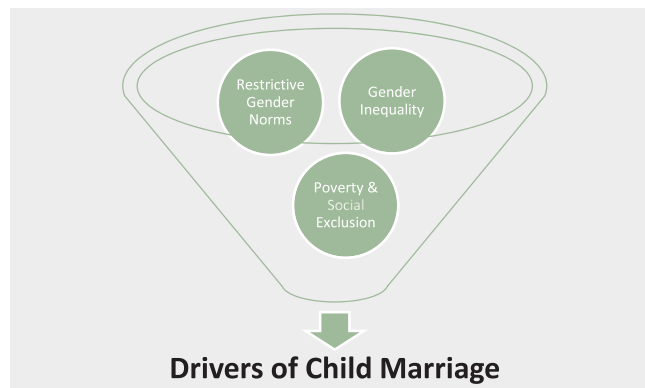 Restrictive
Gender
Norms
Gender
Inequality
Poverty &
Social
Exclusion
Drivers of Child Marriage